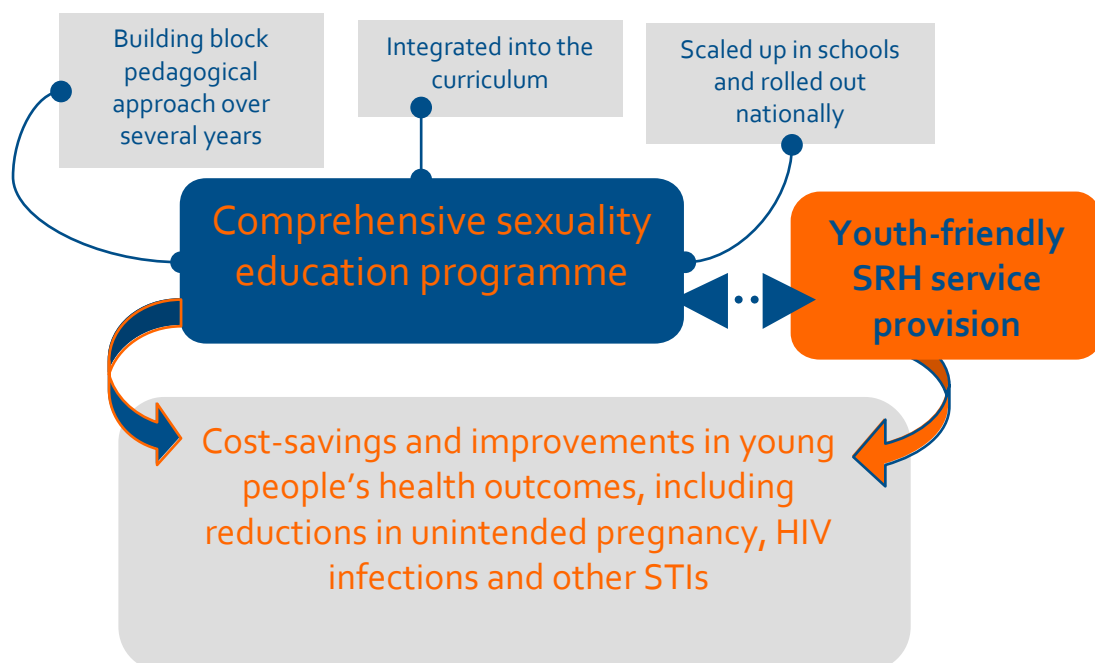 Building block
pedagogical
approach over
several years
Integrated into the
curriculum
Scaled up in schools
and rolled out
nationally
Comprehensive sexuality
education programme
Youth-friendly
SRH service
provision
Cost-savings and improvements in young
people’s health outcomes, including
reductions in unintended pregnancy, HIV
infections and other STIs